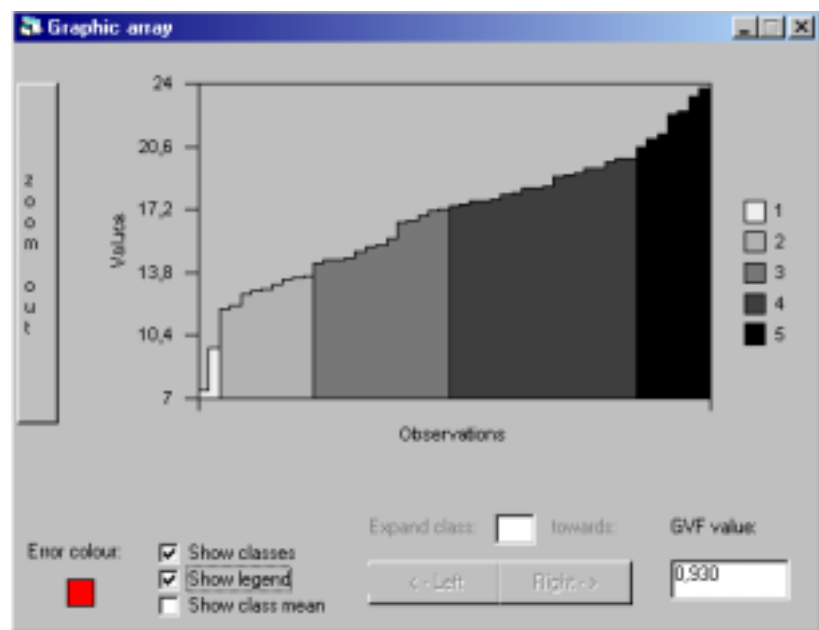 Graphic array
zoom out
24
20,6
17,2
13,8
10,4
7
Values
Observations
1
2
3
4
5
Expand class:
towards:
GVF value:
Error colour:
Show classes
Show legend
Show class mean
<-Left
Right->
0,930